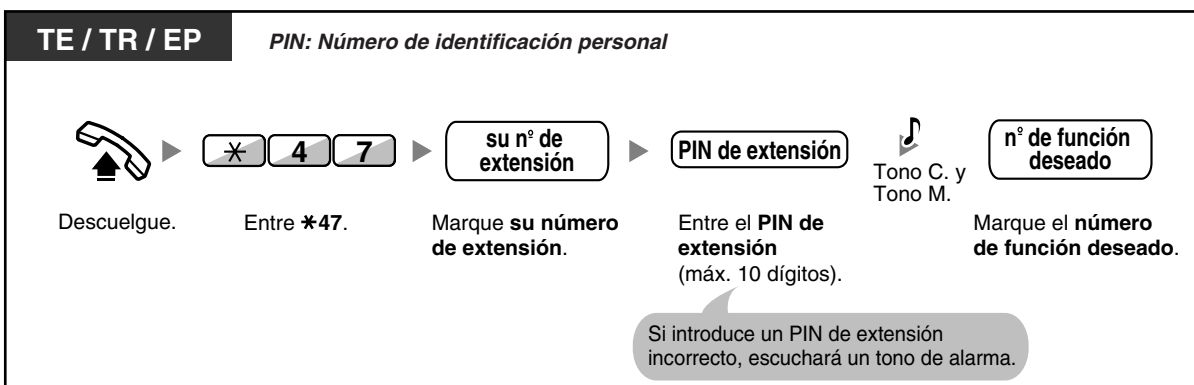 TE / TR / EP
PIN: Número de identificación personal
✱ 4 7
su nº de
extensión
PIN de extensión
Tono C. y
Tono M.
nº de función
deseado
Descuelgue.
Entre ✱47.
Marque su número
de extensión.
Entre el PIN de
extensión
(máx. 10 dígitos).
Marque el número
de función deseado.
Si introduce un PIN de extensión
incorrecto, escuchará un tono de alarma.